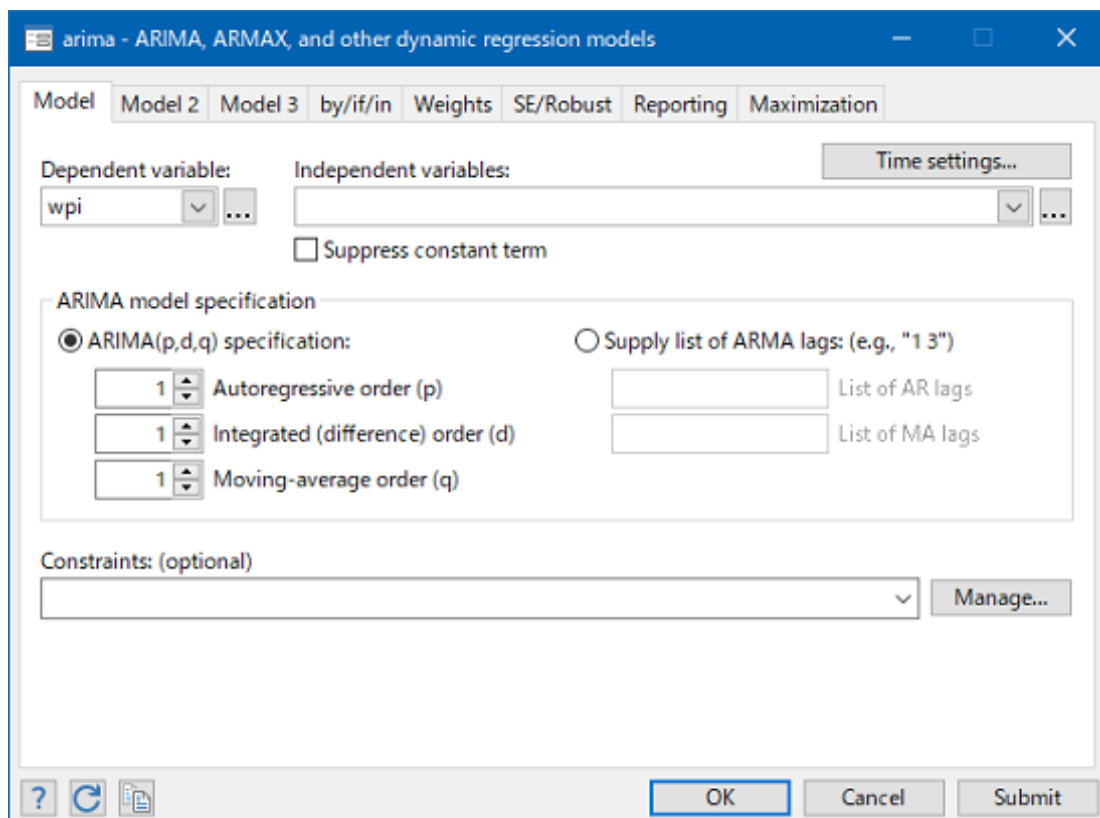 arima - ARIMA, ARMAX, and other dynamic regression models
Model Model 2 Model 3 by/if/in Weights SE/Robust Reporting Maximization
Time settings...
Dependent variable: Independent variables:
wpi ... ...
Suppress constant term
ARIMA model specification
ARIMA(p,d,q) specification: Supply list of ARMA lags: (e.g., "1 3")
1 Autoregressive order (p) List of AR lags
1 Integrated (difference) order (d) List of MA lags
1 Moving-average order (q)
Constraints: (optional)
Manage...
? OK Cancel Submit